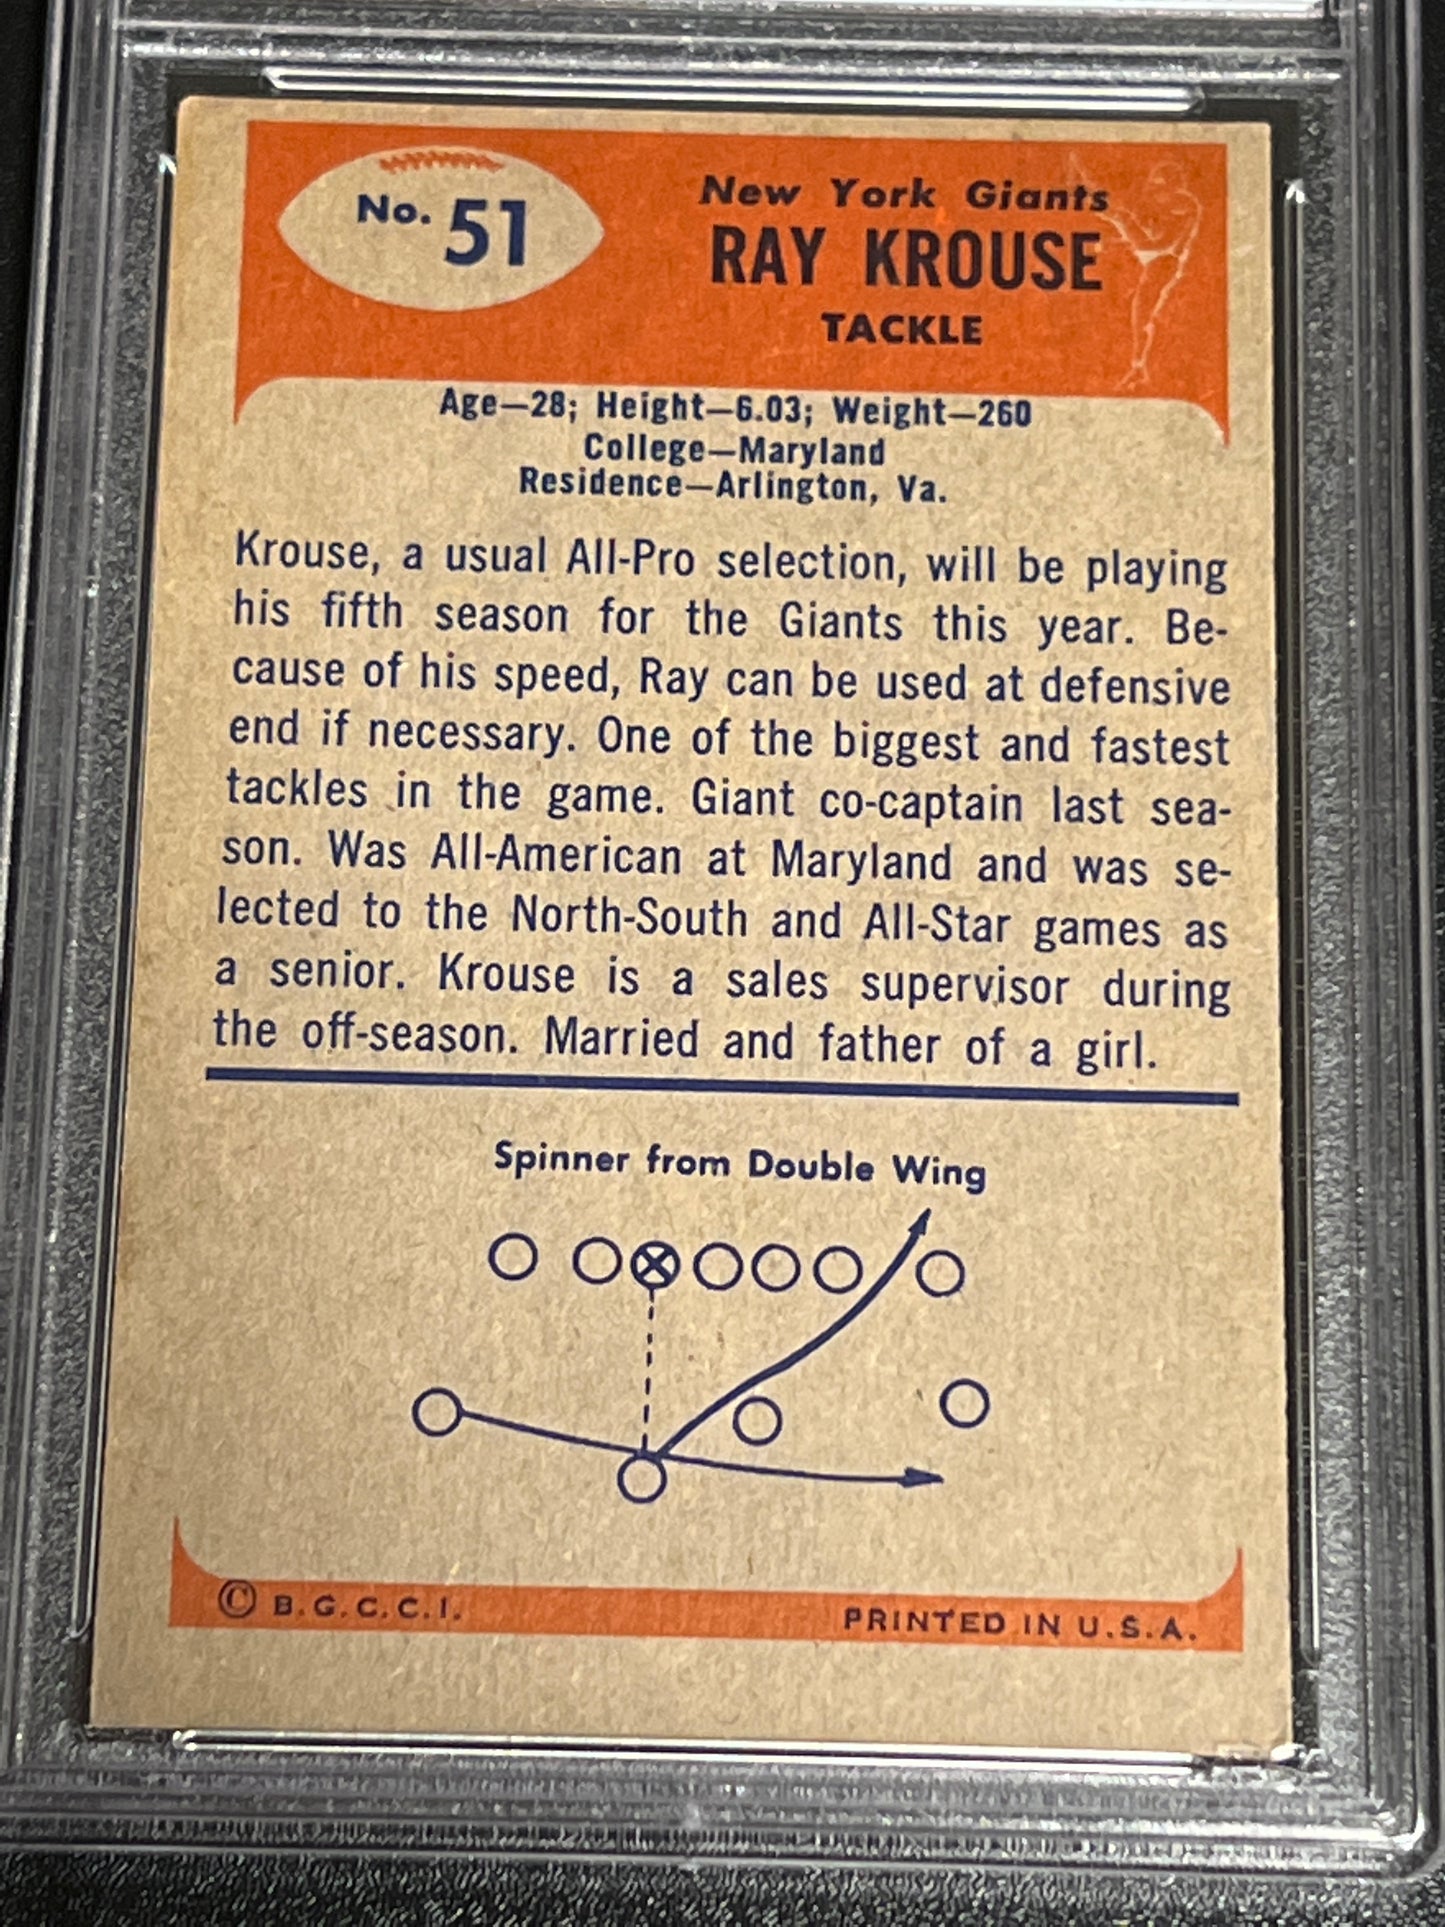 No. 51
New York Giants
RAY KROUSE
TACKLE
Age—28; Height—6.03; Weight—260
College—Maryland
Residence—Arlington, Va.
Krouse, a usual All-Pro selection, will be playing
his fifth season for the Giants this year. Be-
cause of his speed, Ray can be used at defensive
end if necessary. One of the biggest and fastest
tackles in the game. Giant co-captain last sea-
son. Was All-American at Maryland and was se-
lected to the North-South and All-Star games as
a senior. Krouse is a sales supervisor during
the off-season. Married and father of a girl.
Spinner from Double Wing
© B.G.C.C.I.
PRINTED IN U.S.A.